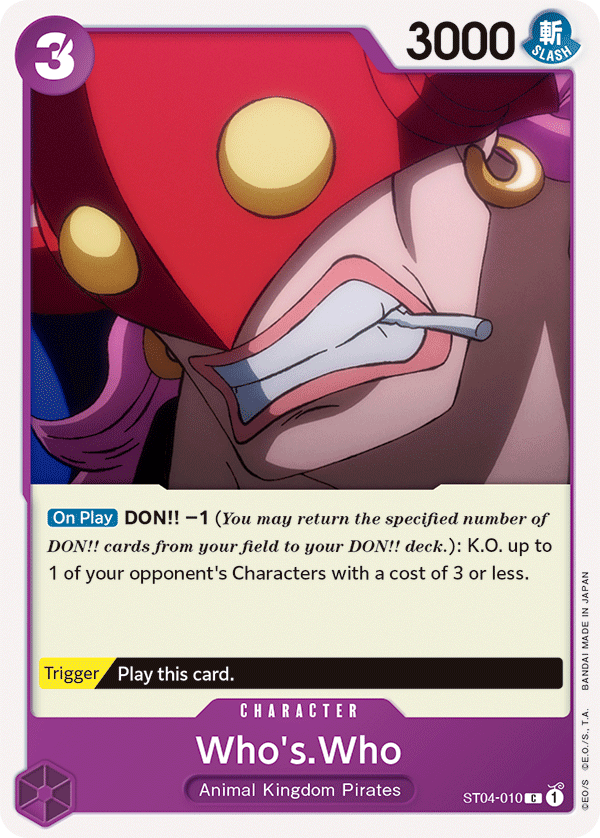 3
3000
斬
SLASH
On Play DON!! −1 (You may return the specified number of
DON!! cards from your field to your DON!! deck.): K.O. up to
1 of your opponent's Characters with a cost of 3 or less.
Trigger Play this card.
CHARACTER
Who's.Who
Animal Kingdom Pirates
ST04-010 C 1
©EO/S ©E.O./S., T.A. BANDAI MADE IN JAPAN